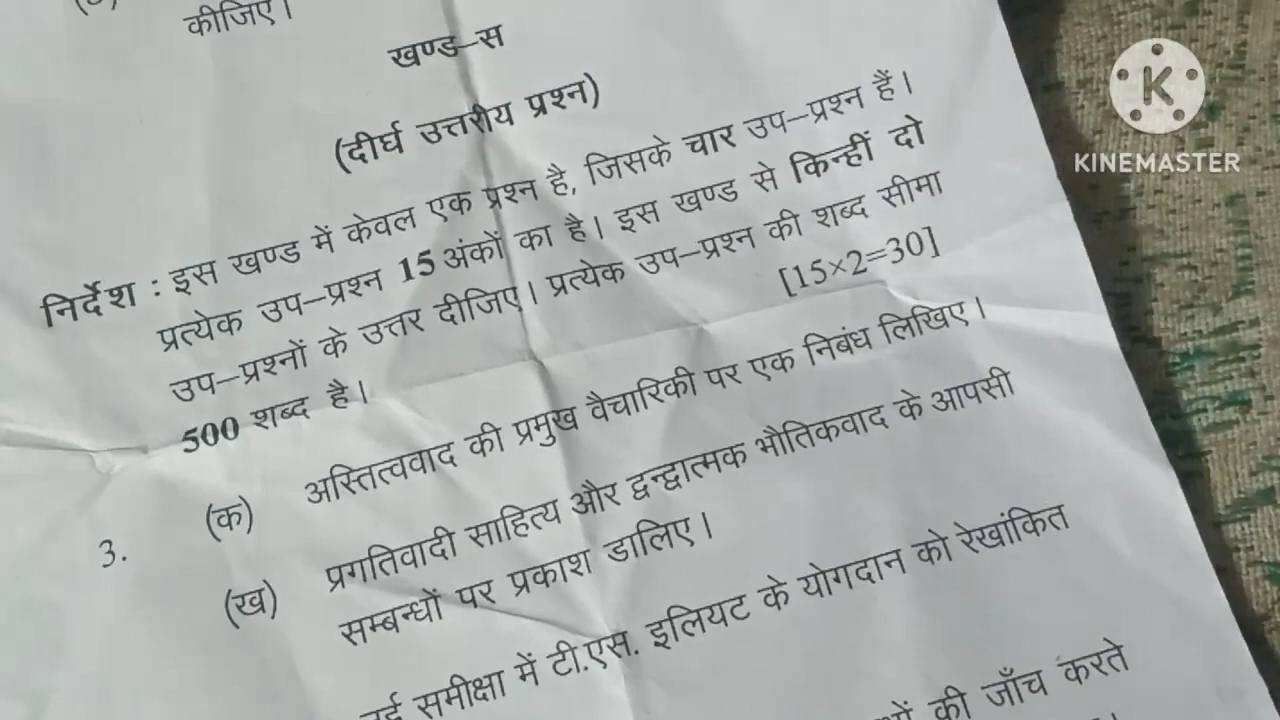 कीजिए।
खण्ड–स
(दीर्घ उत्तरीय प्रश्न)
निर्देश : इस खण्ड में केवल एक प्रश्न है, जिसके चार उप–प्रश्न हैं।
प्रत्येक उप–प्रश्न 15 अंकों का है। इस खण्ड से किन्हीं दो
उप–प्रश्नों के उत्तर दीजिए। प्रत्येक उप–प्रश्न की शब्द सीमा
500 शब्द है। [15×2=30]
3. (क) अस्तित्ववाद की प्रमुख वैचारिकी पर एक निबंध लिखिए।
(ख) प्रगतिवादी साहित्य और द्वन्द्वात्मक भौतिकवाद के आपसी
सम्बन्धों पर प्रकाश डालिए।
समीक्षा में टी.एस. इलियट के योगदान को रेखांकित
की जाँच करते
KINEMASTER